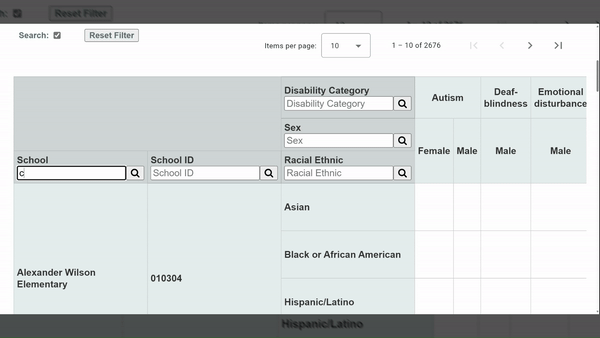 Reset Filter
Search:
Reset Filter
Items per page:
10
1 – 10 of 2676
Disability Category
Disability Category
Sex
Sex
School
c
School ID
School ID
Racial Ethnic
Racial Ethnic
Autism
Deaf-
blindness
Emotional
disturbance
Female
Male
Male
Male
Alexander Wilson
Elementary
010304
Asian
Black or African American
Hispanic/Latino
Hispanic/Latino